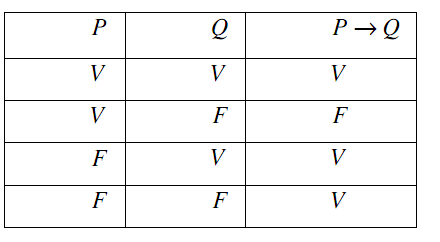 P Q P → Q
V V V
V F F
F V V
F F V